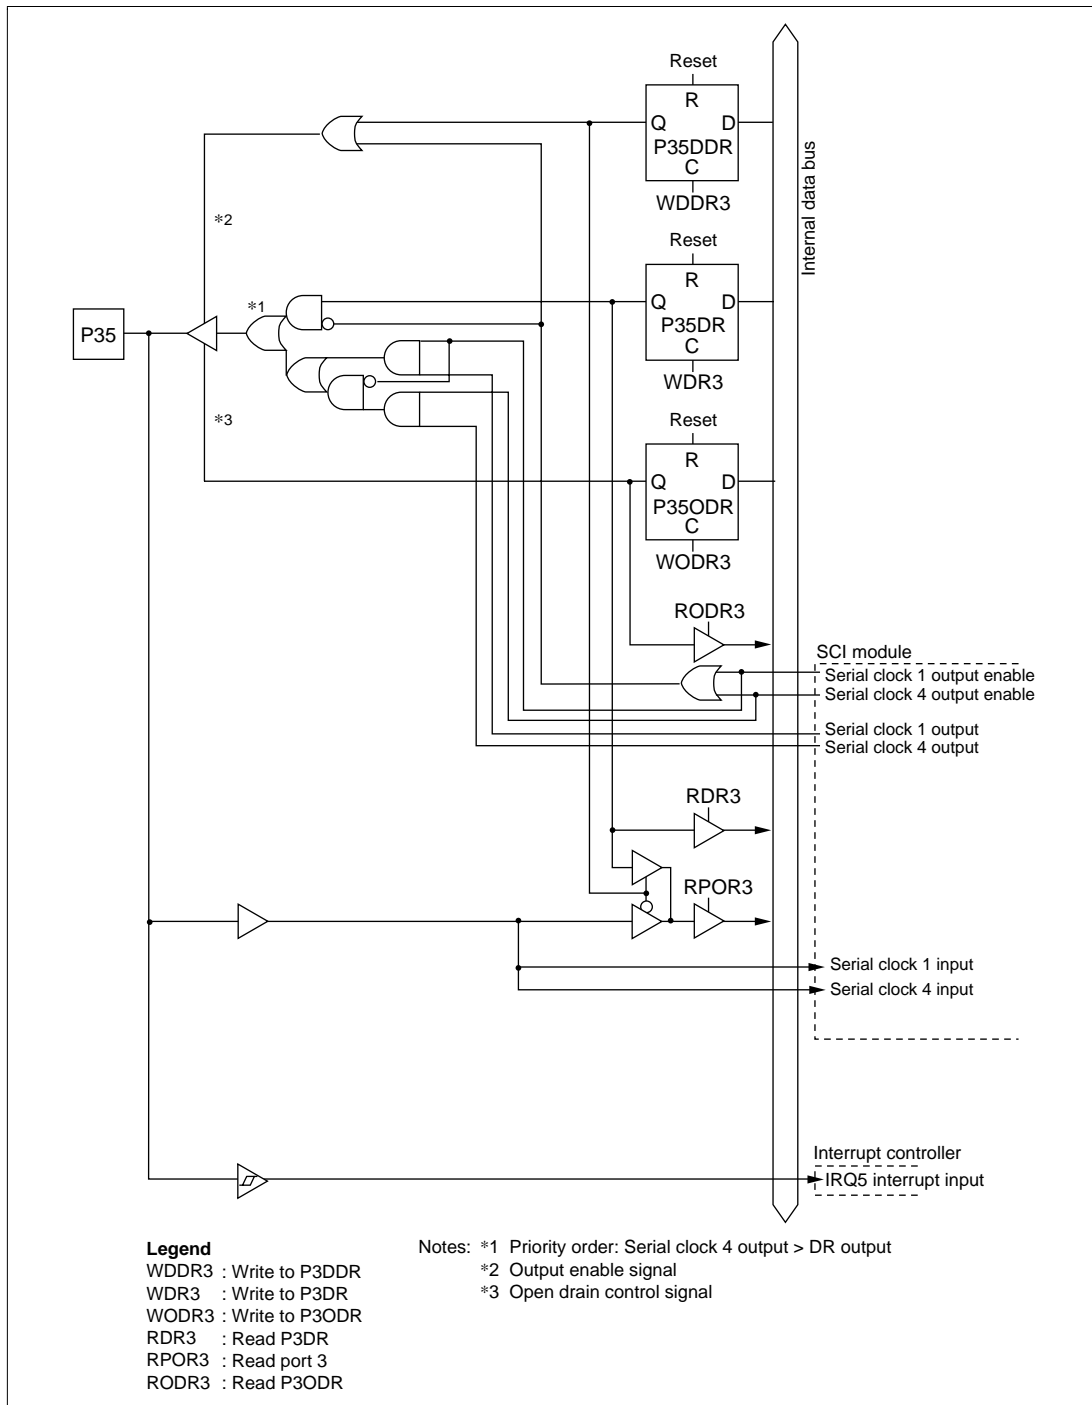 Reset
R
Q D
P35DDR
C
WDDR3
Internal data bus
*2
Reset
R
Q D
P35DR
C
WDR3
*1
P35
*3
Reset
R
Q D
P35ODR
C
WODR3
RODR3
SCI module
Serial clock 1 output enable
Serial clock 4 output enable
Serial clock 1 output
Serial clock 4 output
RDR3
RPOR3
Serial clock 1 input
Serial clock 4 input
Interrupt controller
IRQ5 interrupt input
Legend
WDDR3 : Write to P3DDR
WDR3 : Write to P3DR
WODR3 : Write to P3ODR
RDR3 : Read P3DR
RPOR3 : Read port 3
RODR3 : Read P3ODR
Notes: *1 Priority order: Serial clock 4 output > DR output
*2 Output enable signal
*3 Open drain control signal